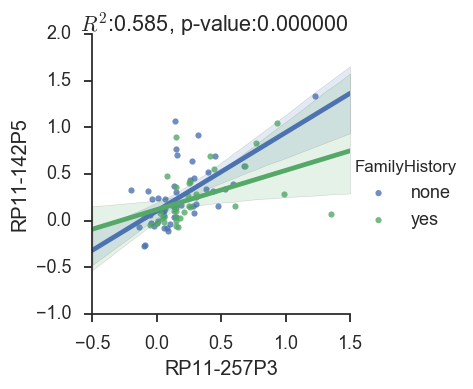 R²:0.585, p-value:0.000000
2.0
1.5
1.0
0.5
0.0
−0.5
−1.0
RP11-142P5
−0.5 0.0 0.5 1.0 1.5
RP11-257P3
FamilyHistory
none
yes